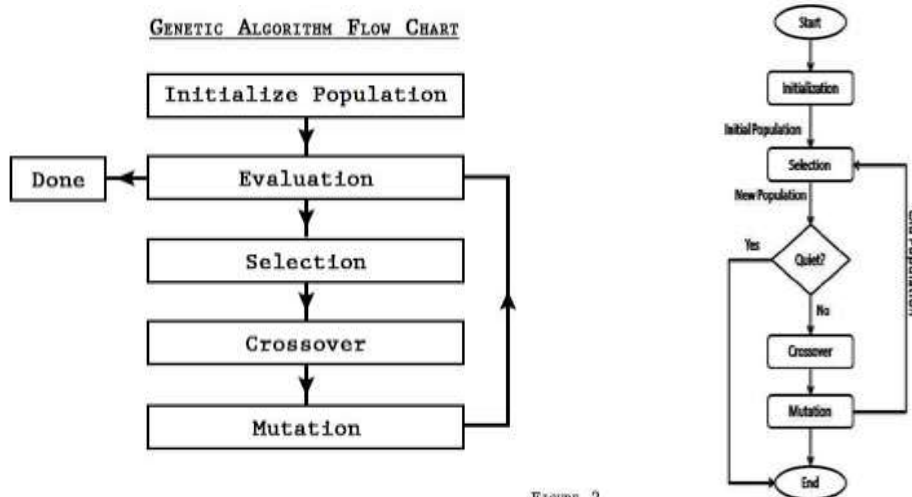 GENETIC ALGORITHM FLOW CHART
Initialize Population
Done
Evaluation
Selection
Crossover
Mutation
Start
Initialization
Initial Population
Selection
New Population
Yes
Quiet?
No
Crossover
Mutation
End